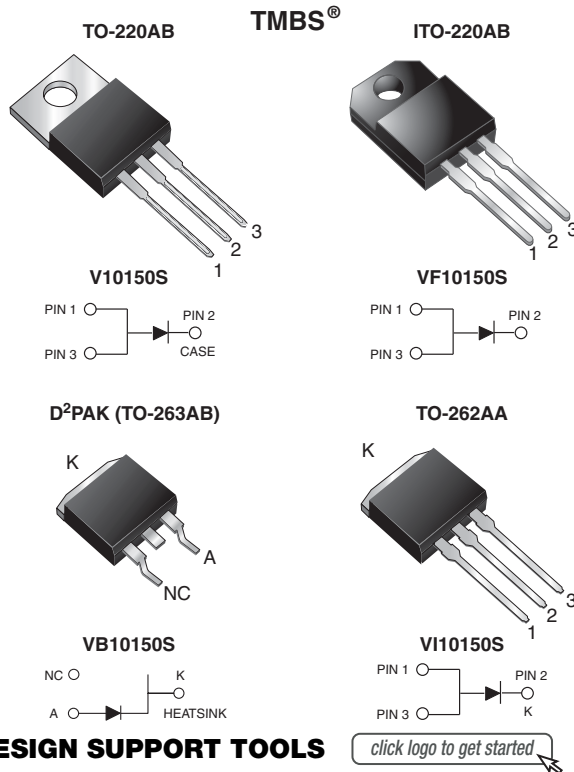 TMBS®
TO-220AB
ITO-220AB
1
2
3
1
2
3
V10150S
VF10150S
PIN 1
PIN 2
PIN 3
CASE
PIN 1
PIN 2
PIN 3
D²PAK (TO-263AB)
TO-262AA
K
A
NC
K
1
2
3
VB10150S
VI10150S
NC
K
A
HEATSINK
PIN 1
PIN 2
PIN 3
K
ESIGN SUPPORT TOOLS
click logo to get started